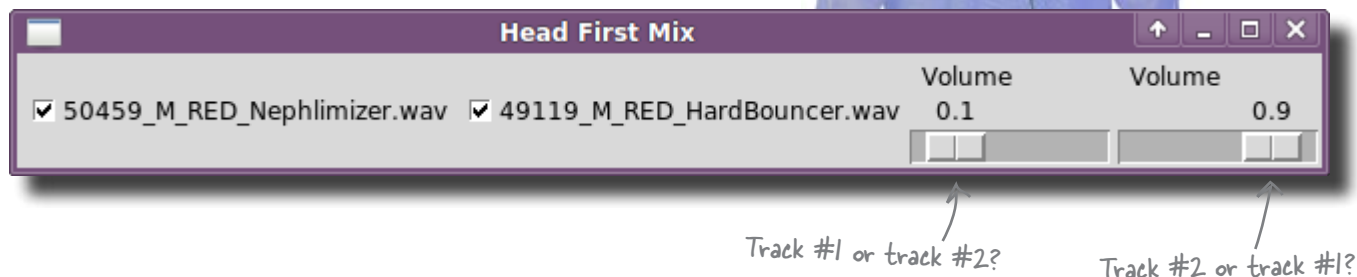 Head First Mix
Volume Volume
50459_M_RED_Nephlimizer.wav 49119_M_RED_HardBouncer.wav 0.1 0.9
Track #1 or track #2? Track #2 or track #1?